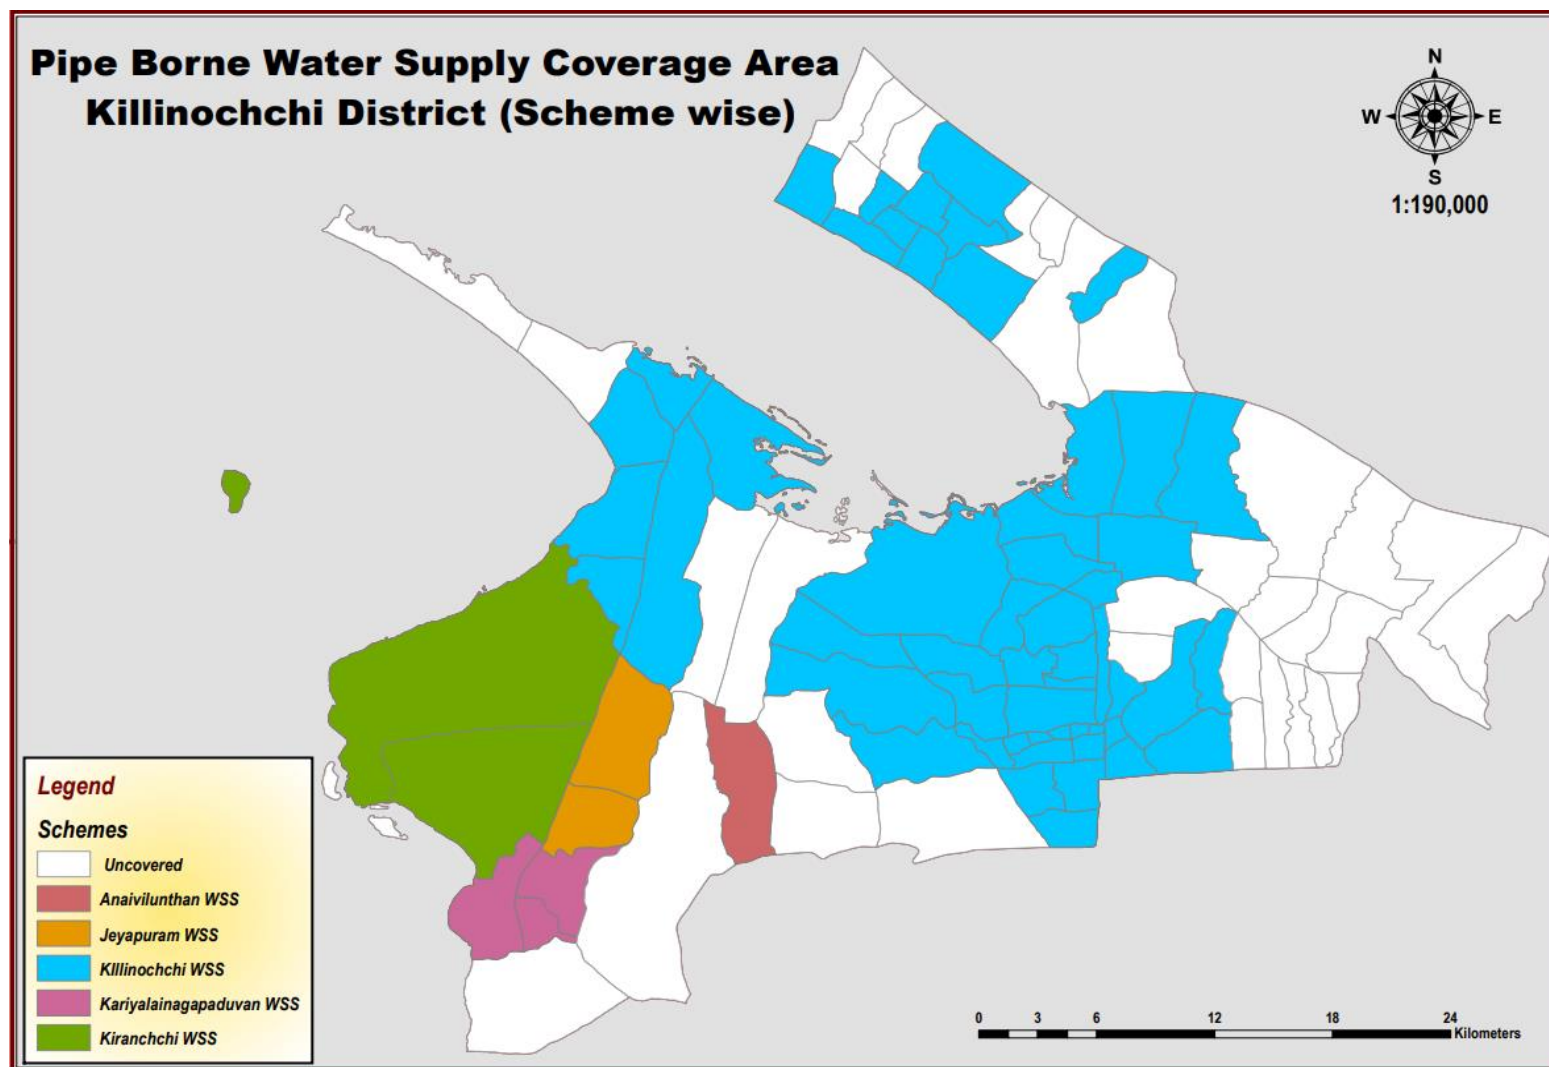 Pipe Borne Water Supply Coverage Area
Killinochchi District (Scheme wise)
N
W E
S
1:190,000
Legend
Schemes
Uncovered
Anaivilunthan WSS
Jeyapuram WSS
KIllinochchi WSS
Kariyalainagapaduvan WSS
Kiranchchi WSS
0 3 6 12 18 24
Kilometers